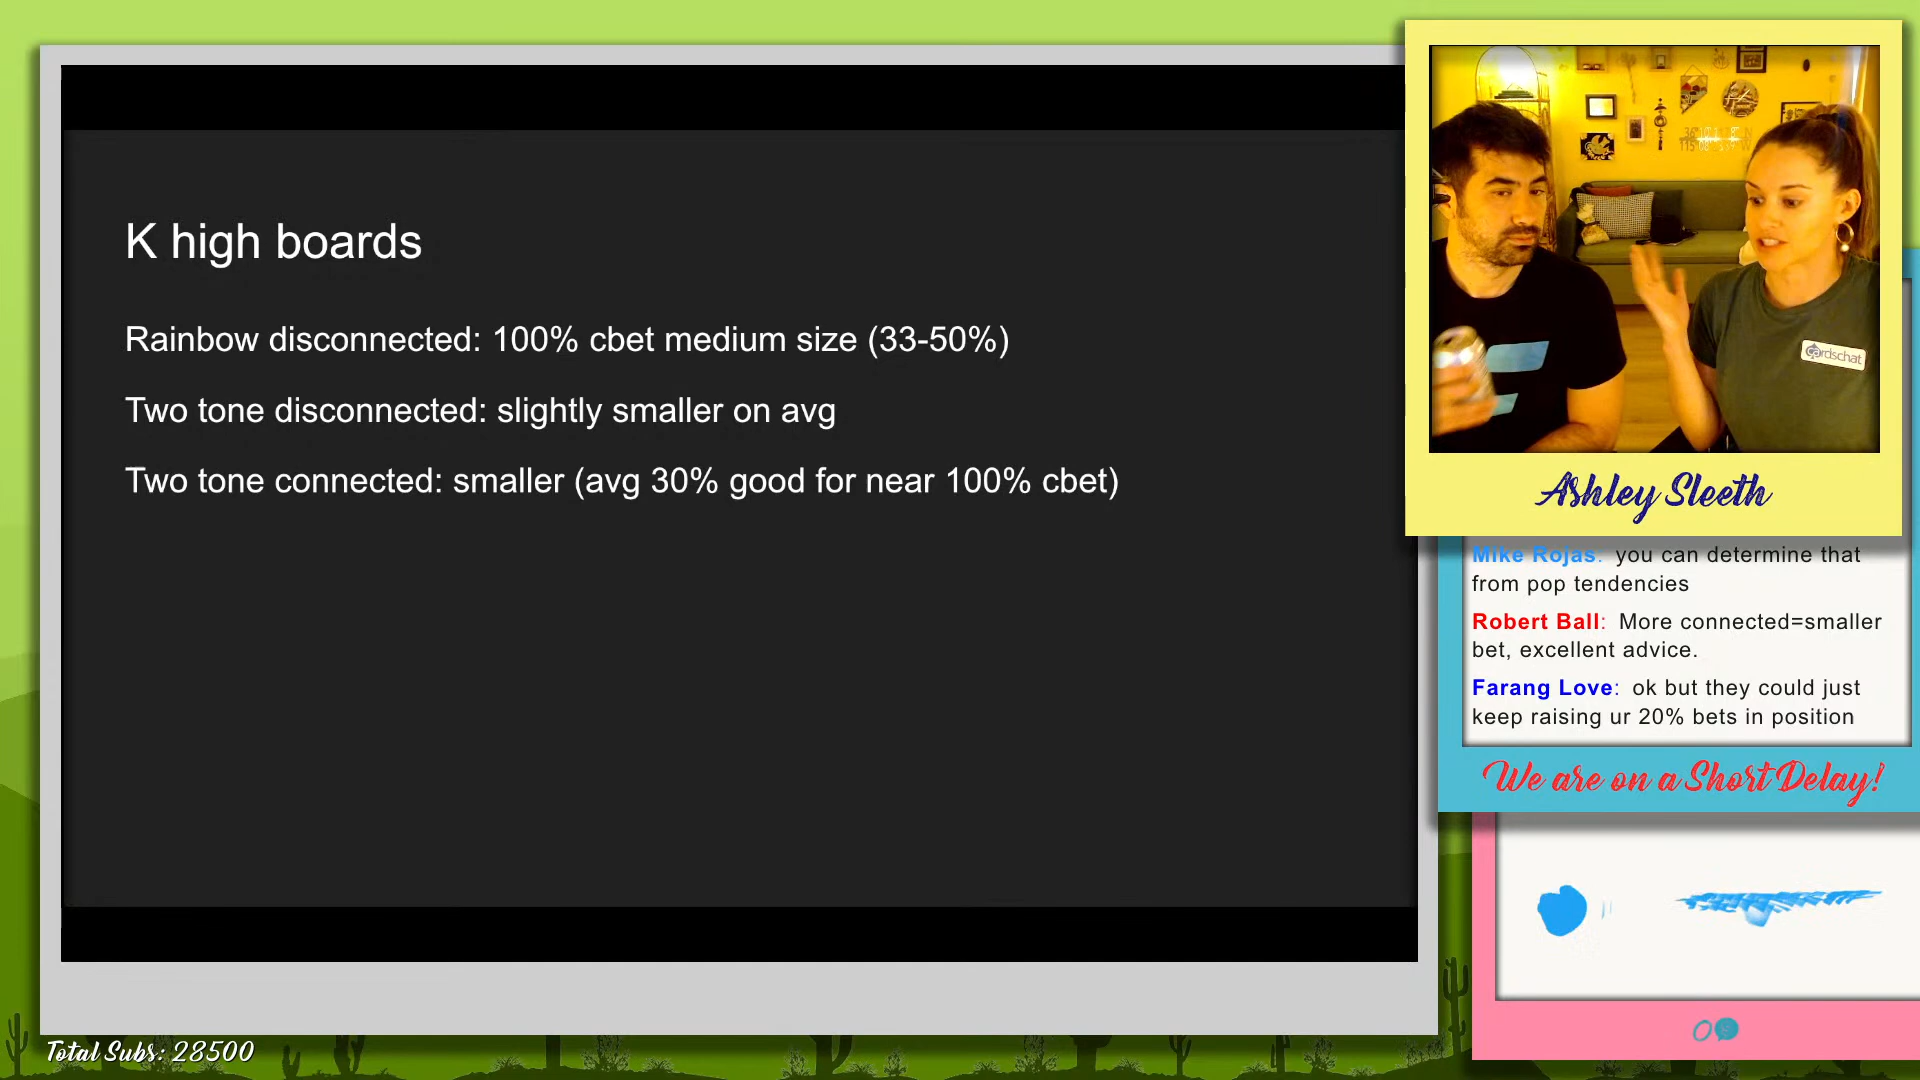 K high boards
Rainbow disconnected: 100% cbet medium size (33-50%)
Two tone disconnected: slightly smaller on avg
Two tone connected: smaller (avg 30% good for near 100% cbet)
cardschat
Ashley Sleeth
Mike Rojas: you can determine that
from pop tendencies
Robert Ball: More connected=smaller
bet, excellent advice.
Farang Love: ok but they could just
keep raising ur 20% bets in position
We are on a Short Delay!
Total Subs: 28500